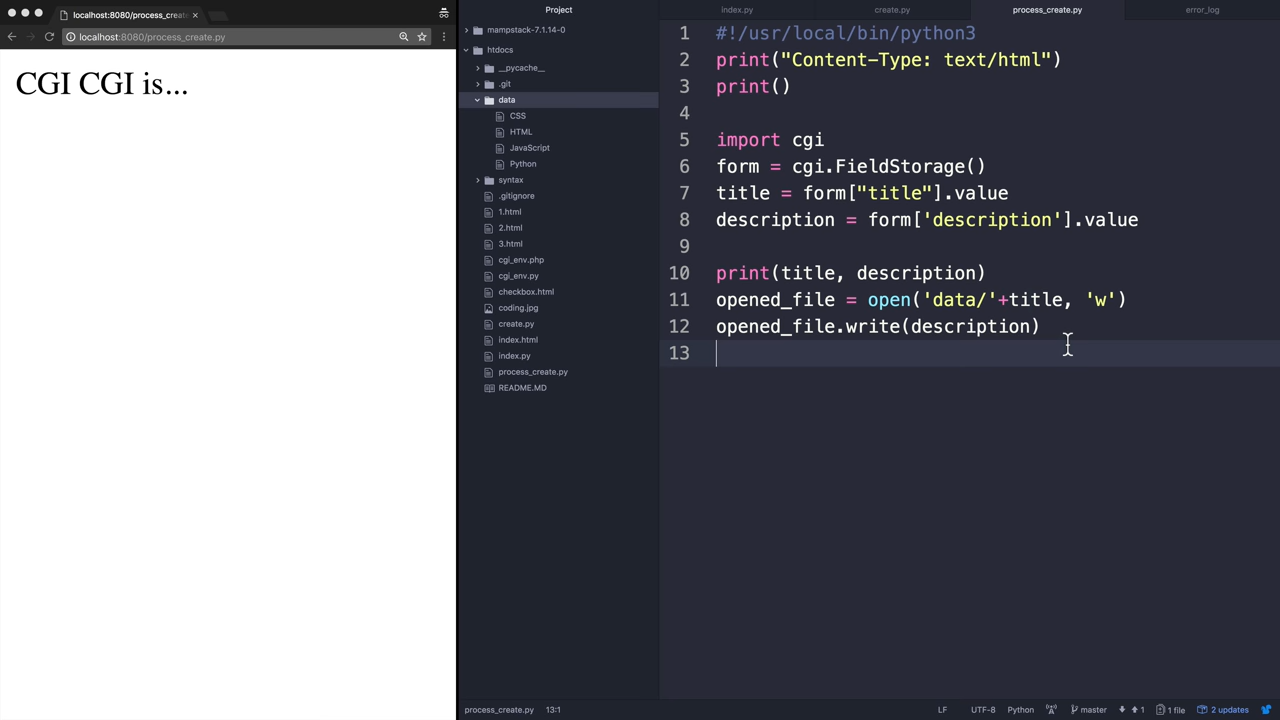 localhost:8080/process_create
localhost:8080/process_create.py
CGI CGI is...
Project
mampstack-7.1.14-0
htdocs
__pycache__
.git
data
CSS
HTML
JavaScript
Python
syntax
.gitignore
1.html
2.html
3.html
cgi_env.php
cgi_env.py
checkbox.html
coding.jpg
create.py
index.html
index.py
process_create.py
README.MD
index.py
create.py
process_create.py
error_log
1 #!/usr/local/bin/python3
2 print("Content-Type: text/html")
3 print()
4
5 import cgi
6 form = cgi.FieldStorage()
7 title = form["title"].value
8 description = form['description'].value
9
10 print(title, description)
11 opened_file = open('data/'+title, 'w')
12 opened_file.write(description)
13
process_create.py 13:1
LF UTF-8 Python master 1 1 file 2 updates